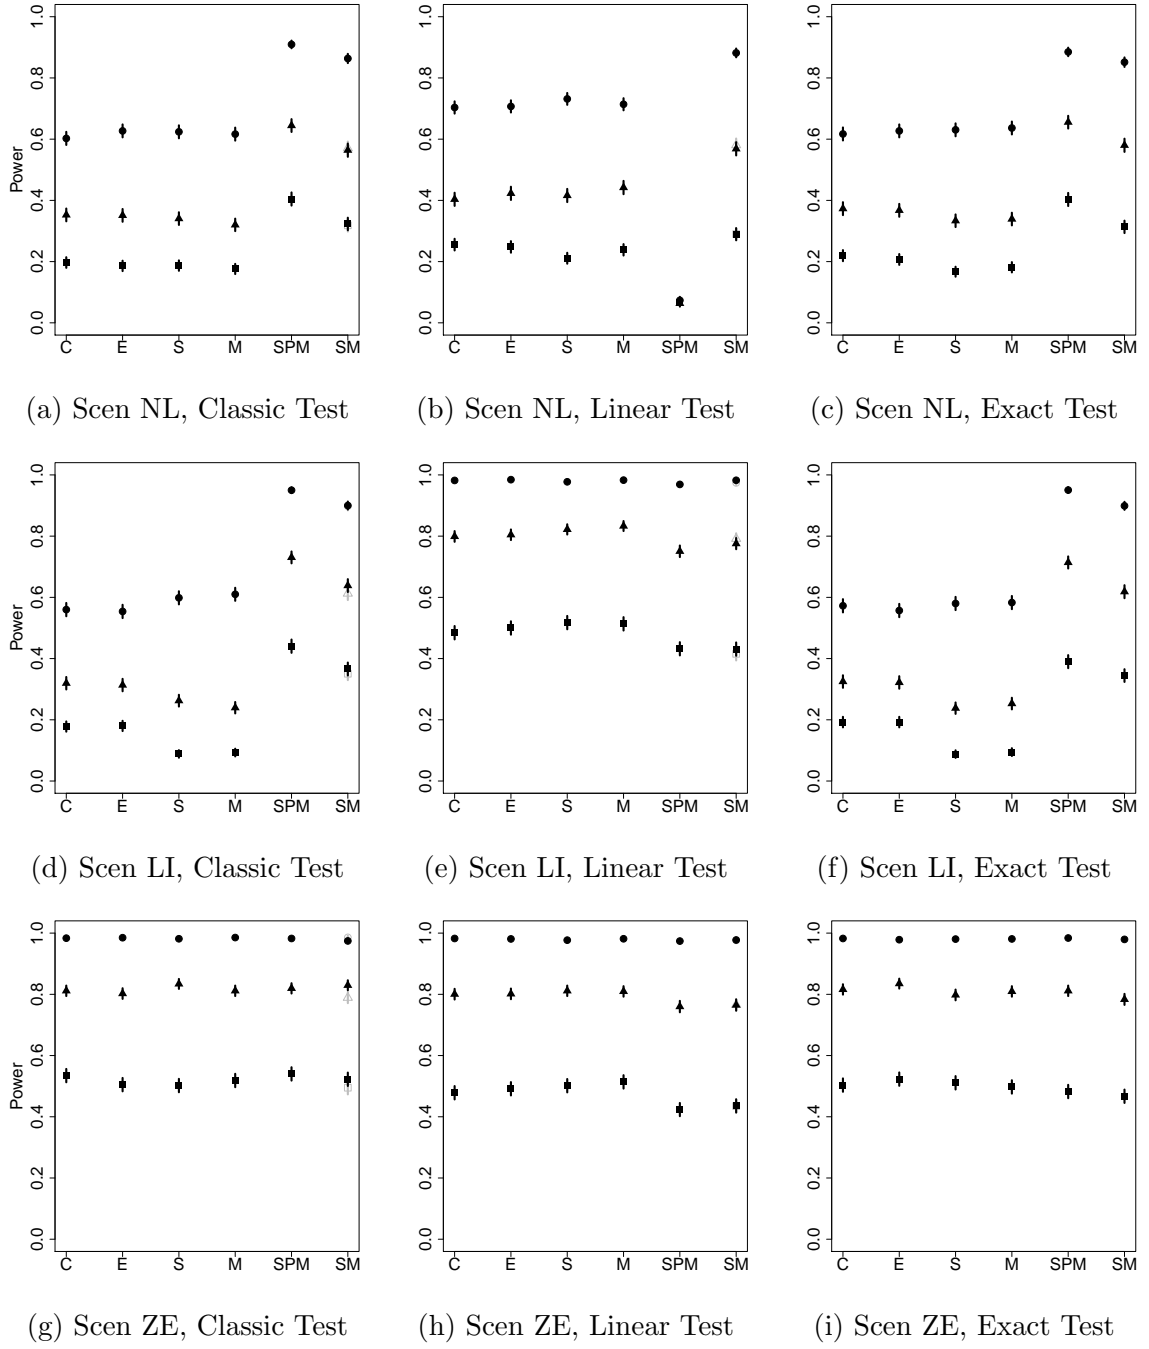 Power
0.0 0.2 0.4 0.6 0.8 1.0
C E S M SPM SM
0.0 0.2 0.4 0.6 0.8 1.0
C E S M SPM SM
0.0 0.2 0.4 0.6 0.8 1.0
C E S M SPM SM
(a) Scen NL, Classic Test
(b) Scen NL, Linear Test
(c) Scen NL, Exact Test
Power
0.0 0.2 0.4 0.6 0.8 1.0
C E S M SPM SM
0.0 0.2 0.4 0.6 0.8 1.0
C E S M SPM SM
0.0 0.2 0.4 0.6 0.8 1.0
C E S M SPM SM
(d) Scen LI, Classic Test
(e) Scen LI, Linear Test
(f) Scen LI, Exact Test
Power
0.0 0.2 0.4 0.6 0.8 1.0
C E S M SPM SM
0.0 0.2 0.4 0.6 0.8 1.0
C E S M SPM SM
0.0 0.2 0.4 0.6 0.8 1.0
C E S M SPM SM
(g) Scen ZE, Classic Test
(h) Scen ZE, Linear Test
(i) Scen ZE, Exact Test